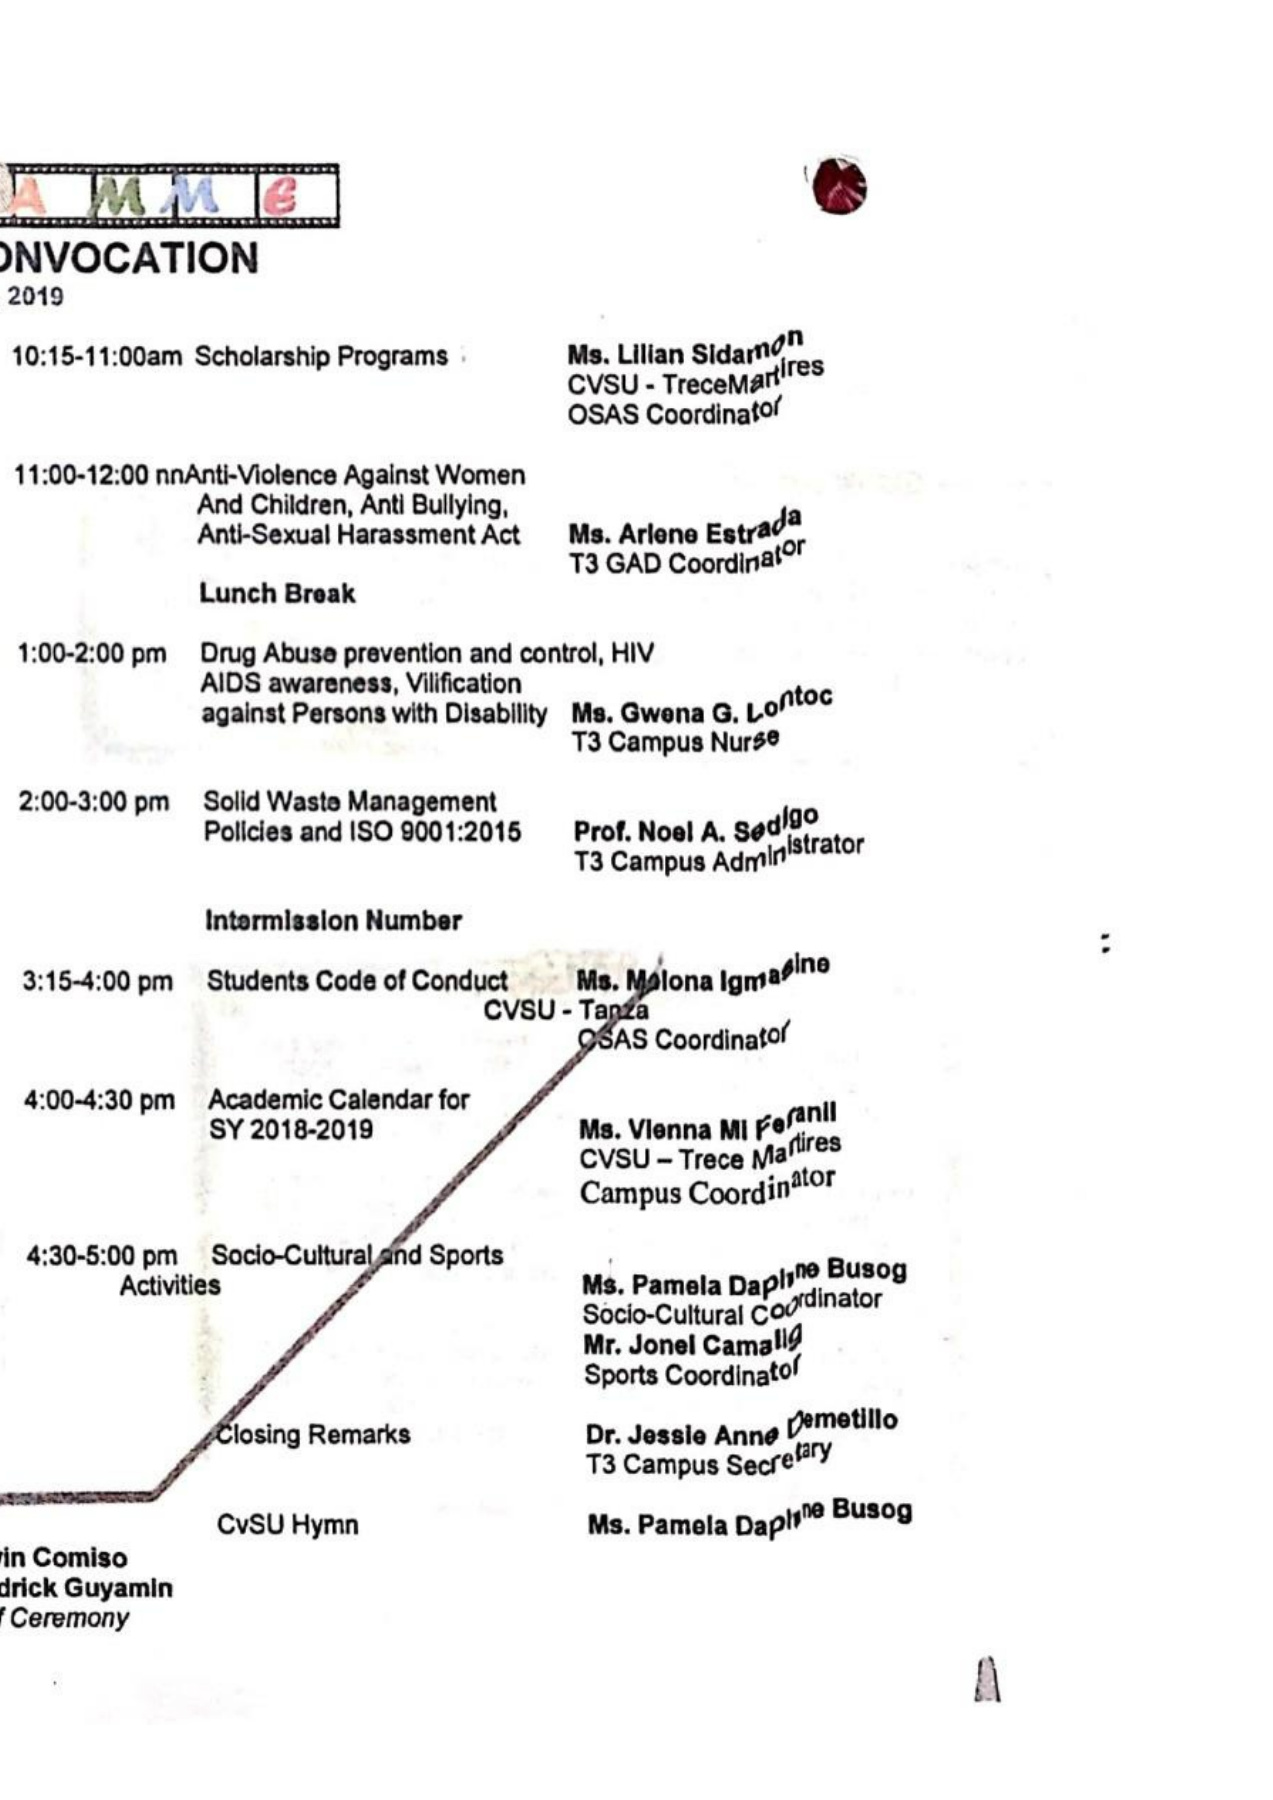 A M M E
ONVOCATION
2019
10:15-11:00am Scholarship Programs Ms. Lilian Sidamon
CVSU - TreceMartires
OSAS Coordinator
11:00-12:00 nnAnti-Violence Against Women
And Children, Anti Bullying,
Anti-Sexual Harassment Act Ms. Arlene Estrada
T3 GAD Coordinator
Lunch Break
1:00-2:00 pm Drug Abuse prevention and control, HIV
AIDS awareness, Vilification
against Persons with Disability Ms. Gwena G. Lontoc
T3 Campus Nurse
2:00-3:00 pm Solid Waste Management
Policies and ISO 9001:2015 Prof. Noel A. Sedigo
T3 Campus Administrator
Intermission Number
3:15-4:00 pm Students Code of Conduct Ms. Melona Igmasine
CVSU - Tanza
OSAS Coordinator
4:00-4:30 pm Academic Calendar for
SY 2018-2019 Ms. Vienna Mi Feranil
CVSU – Trece Martires
Campus Coordinator
4:30-5:00 pm Socio-Cultural and Sports
Activities Ms. Pamela Daphne Busog
Socio-Cultural Coordinator
Mr. Jonel Camalig
Sports Coordinator
Closing Remarks Dr. Jessie Anne Demetillo
T3 Campus Secretary
CvSU Hymn Ms. Pamela Daphne Busog
vin Comiso
drick Guyamin
f Ceremony